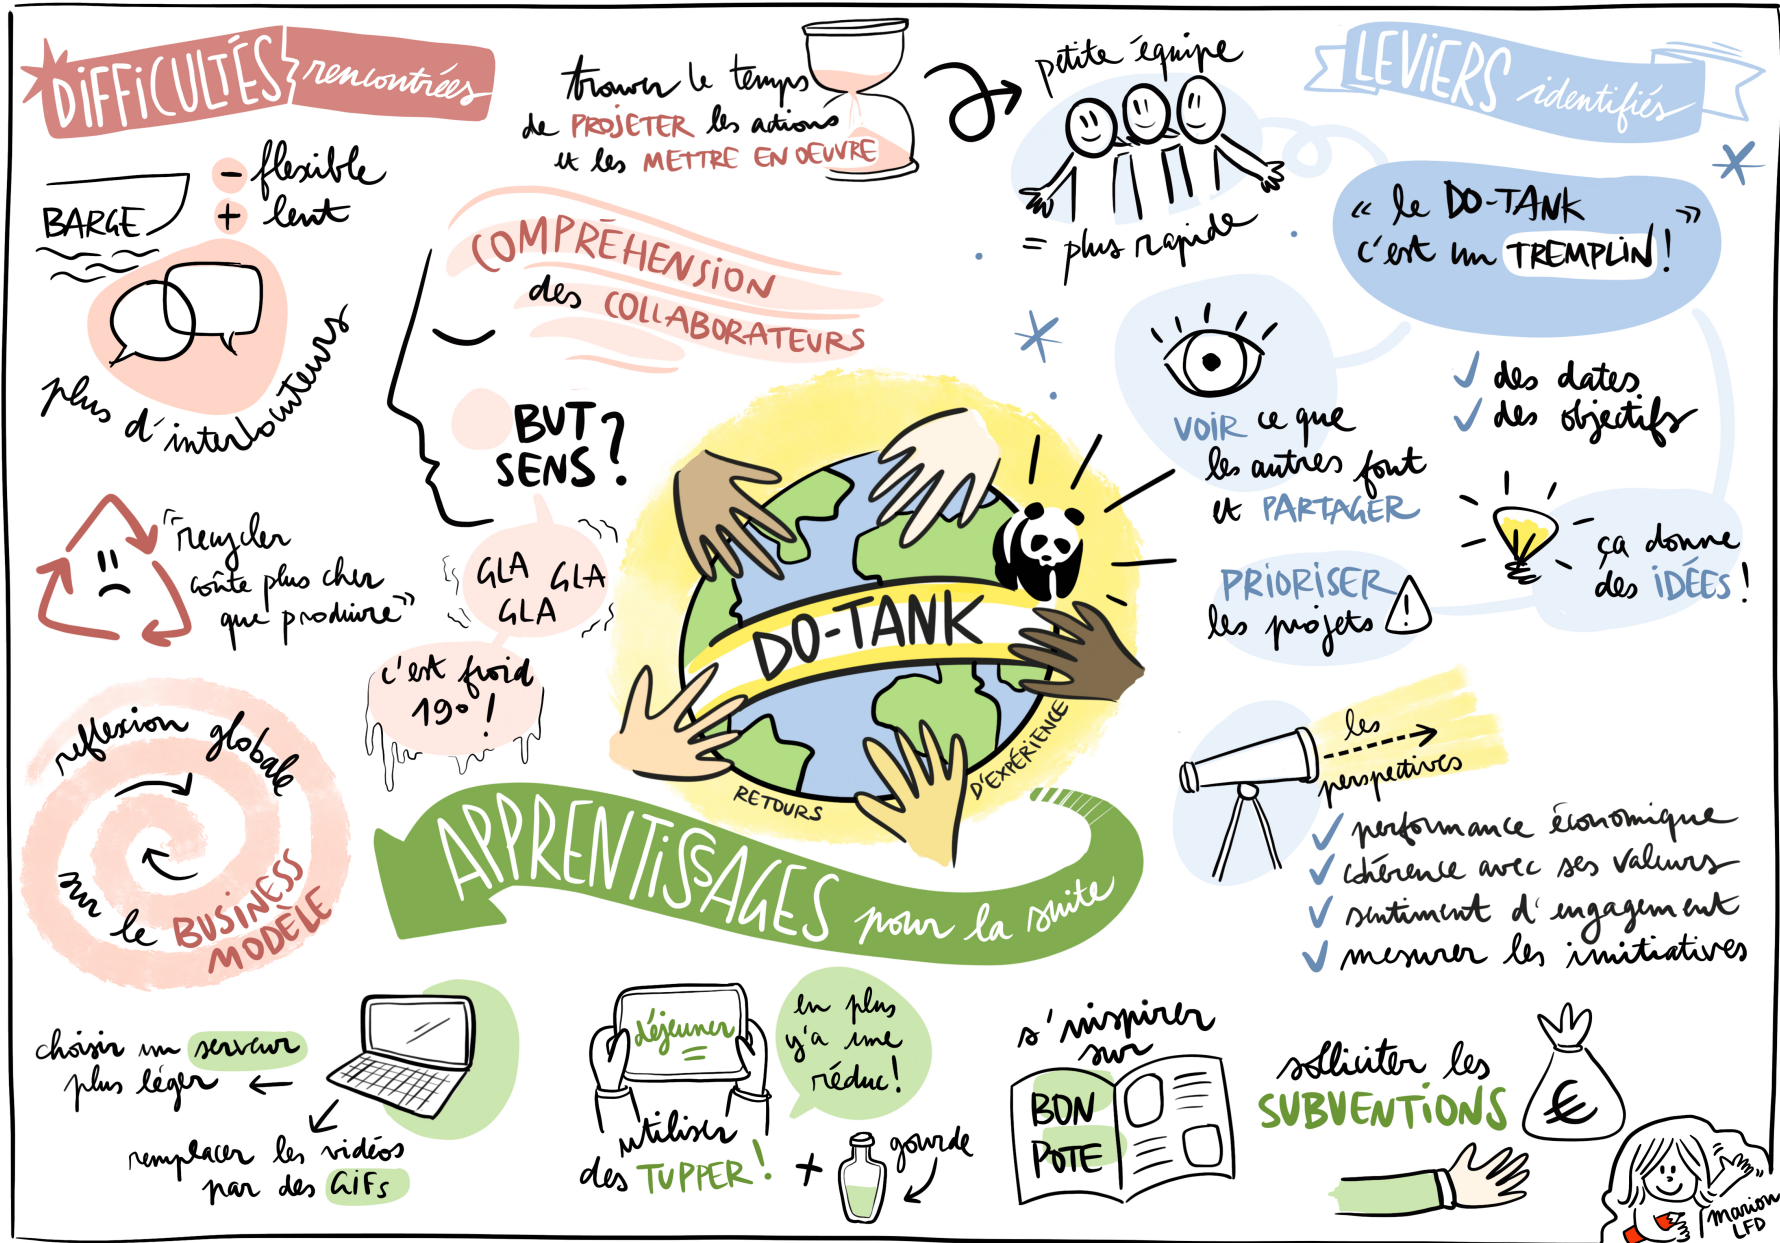 DIFFICULTÉS rencontrées
BARGE
- flexible
+ lent
plus d'interlocuteurs
"recycler
coûte plus cher
que produire"
reflexion globale
sur le BUSINESS
MODÈLE
trouver le temps
de PROJETER les actions
et les METTRE EN OEUVRE
COMPRÉHENSION
des COLLABORATEURS
BUT
SENS ?
GLA GLA
GLA
c'est froid
19° !
petite équipe
= plus rapide
LEVIERS identifiés
« le DO-TANK »
c'est un TREMPLIN !
des dates
des objectifs
VOIR ce que
les autres font
et PARTAGER
ça donne
des IDÉES !
PRIORISER
les projets !
les
perspectives
performance économique
cohérence avec ses valeurs
sentiment d'engagement
mesurer les initiatives
DO-TANK
RETOURS D'EXPÉRIENCE
APPRENTISSAGES pour la suite
choisir un serveur
plus léger
remplacer les vidéos
par des GIFs
déjeuner
en plus
y'a une
réduc !
utiliser
des TUPPER !
+
gourde
s'inspirer
sur
BON
POTE
solliciter les
SUBVENTIONS
€
marion
LFD